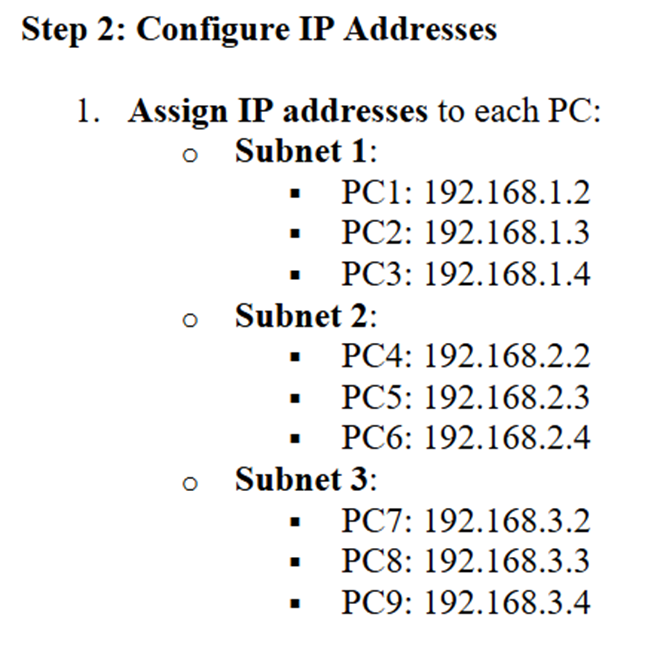 Step 2: Configure IP Addresses
1. Assign IP addresses to each PC:
o Subnet 1:
▪ PC1: 192.168.1.2
▪ PC2: 192.168.1.3
▪ PC3: 192.168.1.4
o Subnet 2:
▪ PC4: 192.168.2.2
▪ PC5: 192.168.2.3
▪ PC6: 192.168.2.4
o Subnet 3:
▪ PC7: 192.168.3.2
▪ PC8: 192.168.3.3
▪ PC9: 192.168.3.4